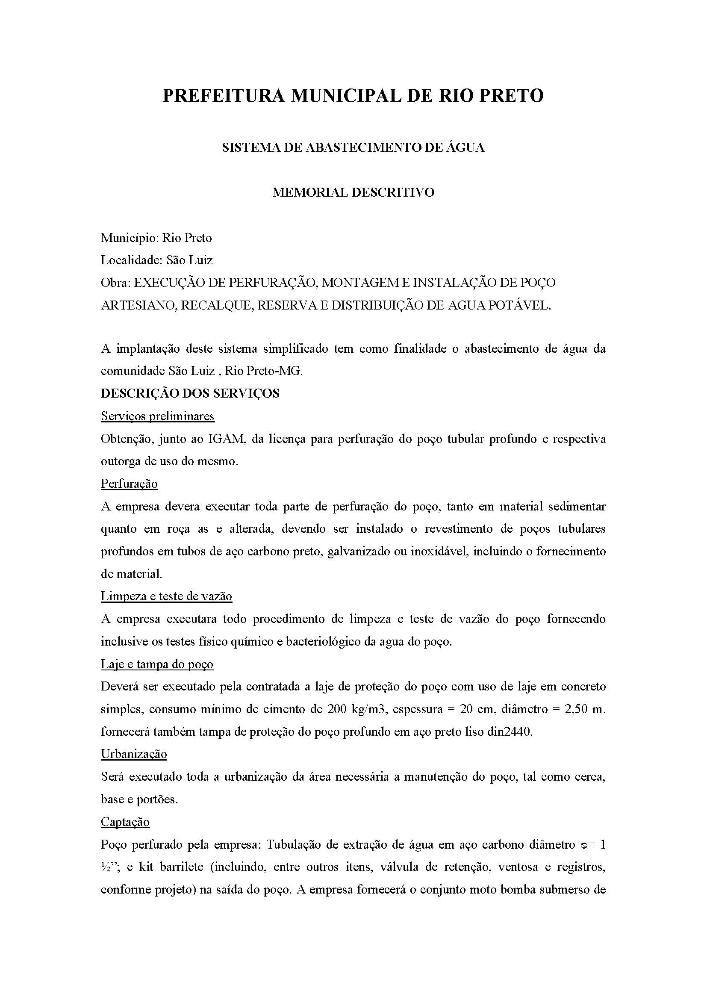 PREFEITURA MUNICIPAL DE RIO PRETO
SISTEMA DE ABASTECIMENTO DE ÁGUA
MEMORIAL DESCRITIVO
Município: Rio Preto
Localidade: São Luiz
Obra: EXECUÇÃO DE PERFURAÇÃO, MONTAGEM E INSTALAÇÃO DE POÇO
ARTESIANO, RECALQUE, RESERVA E DISTRIBUIÇÃO DE AGUA POTÁVEL.
A implantação deste sistema simplificado tem como finalidade o abastecimento de água da
comunidade São Luiz , Rio Preto-MG.
DESCRIÇÃO DOS SERVIÇOS
Serviços preliminares
Obtenção, junto ao IGAM, da licença para perfuração do poço tubular profundo e respectiva
outorga de uso do mesmo.
Perfuração
A empresa devera executar toda parte de perfuração do poço, tanto em material sedimentar
quanto em roça as e alterada, devendo ser instalado o revestimento de poços tubulares
profundos em tubos de aço carbono preto, galvanizado ou inoxidável, incluindo o fornecimento
de material.
Limpeza e teste de vazão
A empresa executara todo procedimento de limpeza e teste de vazão do poço fornecendo
inclusive os testes físico químico e bacteriológico da agua do poço.
Laje e tampa do poço
Deverá ser executado pela contratada a laje de proteção do poço com uso de laje em concreto
simples, consumo mínimo de cimento de 200 kg/m3, espessura = 20 cm, diâmetro = 2,50 m.
fornecerá também tampa de proteção do poço profundo em aço preto liso din2440.
Urbanização
Será executado toda a urbanização da área necessária a manutenção do poço, tal como cerca,
base e portões.
Captação
Poço perfurado pela empresa: Tubulação de extração de água em aço carbono diâmetro ᴓ= 1
½”; e kit barrilete (incluindo, entre outros itens, válvula de retenção, ventosa e registros,
conforme projeto) na saída do poço. A empresa fornecerá o conjunto moto bomba submerso de